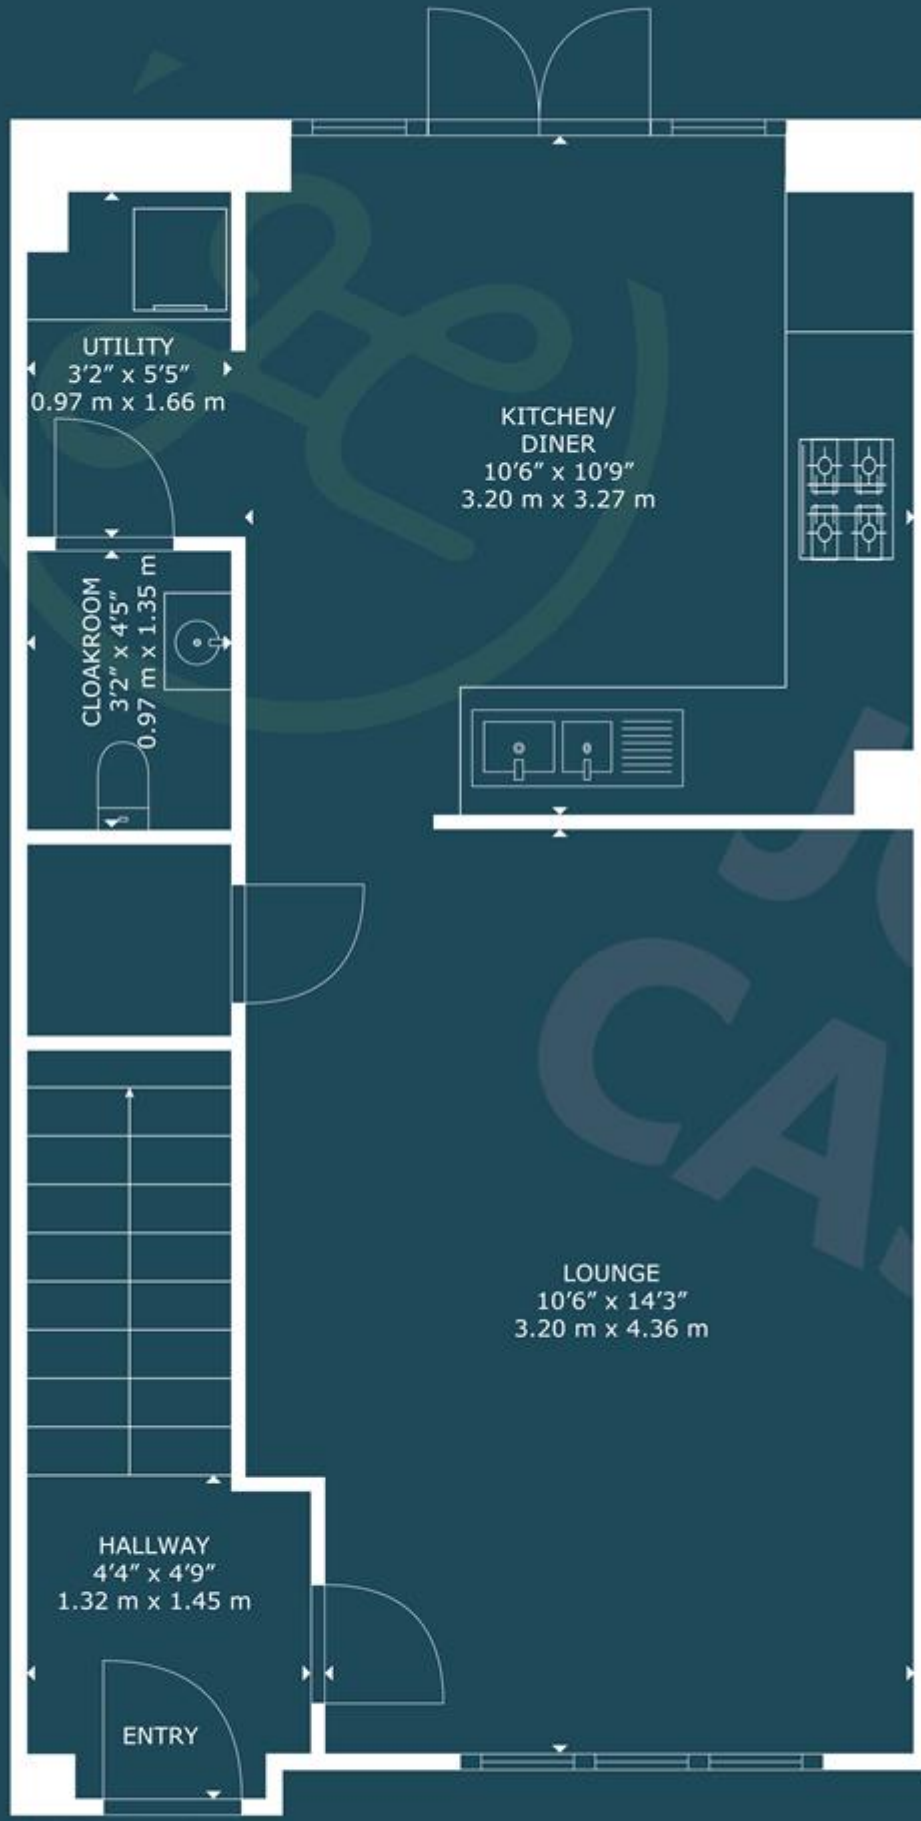 UTILITY
3'2" x 5'5"
0.97 m x 1.66 m
KITCHEN/
DINER
10'6" x 10'9"
3.20 m x 3.27 m
CLOAKROOM
3'2" x 4'5"
0.97 m x 1.35 m
LOUNGE
10'6" x 14'3"
3.20 m x 4.36 m
HALLWAY
4'4" x 4'9"
1.32 m x 1.45 m
ENTRY